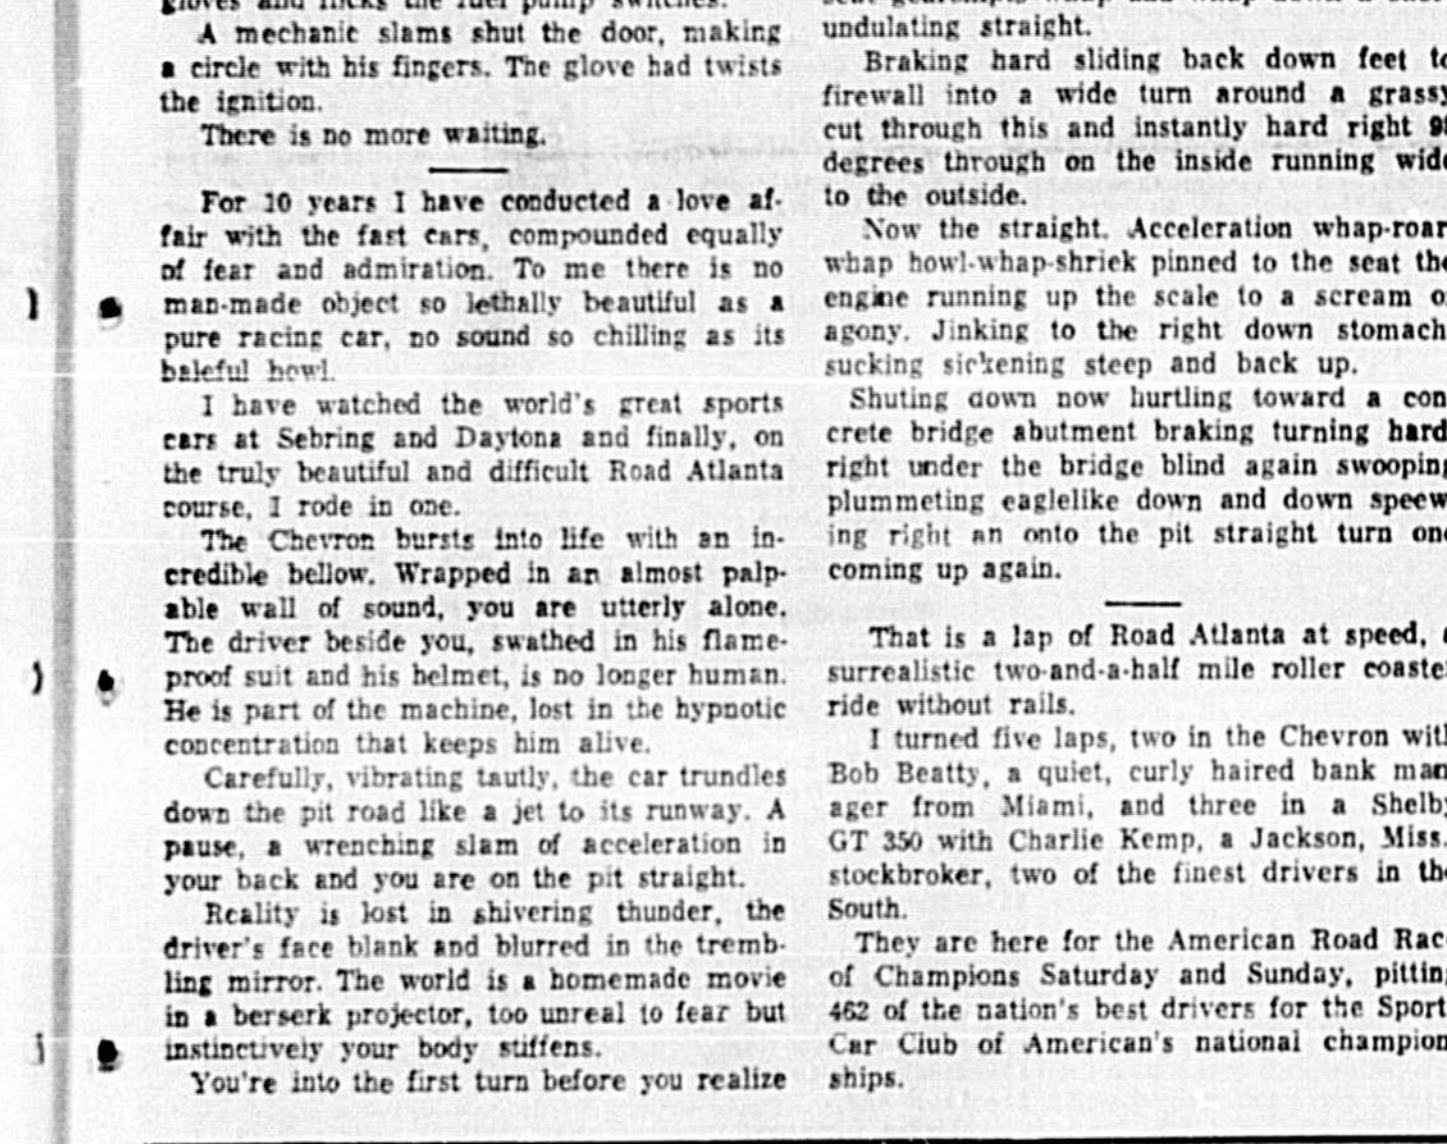 gloves and flicks the fuel pump switches.
A mechanic slams shut the door, making
a circle with his fingers. The glove had twists
the ignition.
There is no more waiting.
For 10 years I have conducted a love af-
fair with the fast cars, compounded equally
of fear and admiration. To me there is no
man-made object so lethally beautiful as a
pure racing car, no sound so chilling as its
baleful howl.
I have watched the world's great sports
cars at Sebring and Daytona and finally, on
the truly beautiful and difficult Road Atlanta
course, I rode in one.
The Chevron bursts into life with an in-
credible bellow. Wrapped in an almost palp-
able wall of sound, you are utterly alone.
The driver beside you, swathed in his flame-
proof suit and his helmet, is no longer human.
He is part of the machine, lost in the hypnotic
concentration that keeps him alive.
Carefully, vibrating tautly, the car trundles
down the pit road like a jet to its runway. A
pause, a wrenching slam of acceleration in
your back and you are on the pit straight.
Reality is lost in shivering thunder, the
driver's face blank and blurred in the tremb-
ling mirror. The world is a homemade movie
in a berserk projector, too unreal to fear but
instinctively your body stiffens.
You're into the first turn before you realize
undulating straight.
Braking hard sliding back down feet to
firewall into a wide turn around a grassy
cut through this and instantly hard right
degrees through on the inside running wide
to the outside.
Now the straight. Acceleration whap-roar-
whap howl-whap-shriek pinned to the seat the
engine running up the scale to a scream of
agony. Jinking to the right down stomach-
sucking sickening steep and back up.
Shuting down now hurtling toward a con-
crete bridge abutment braking turning hard
right under the bridge blind again swooping
plummeting eaglelike down and down speew-
ing right an onto the pit straight turn one
coming up again.
That is a lap of Road Atlanta at speed,
surrealistic two-and-a-half mile roller coaster
ride without rails.
I turned five laps, two in the Chevron with
Bob Beatty, a quiet, curly haired bank man-
ager from Miami, and three in a Shelby
GT 350 with Charlie Kemp, a Jackson, Miss.
stockbroker, two of the finest drivers in the
South.
They are here for the American Road Race
of Champions Saturday and Sunday, pitting
462 of the nation's best drivers for the Sport
Car Club of American's national champion-
ships.